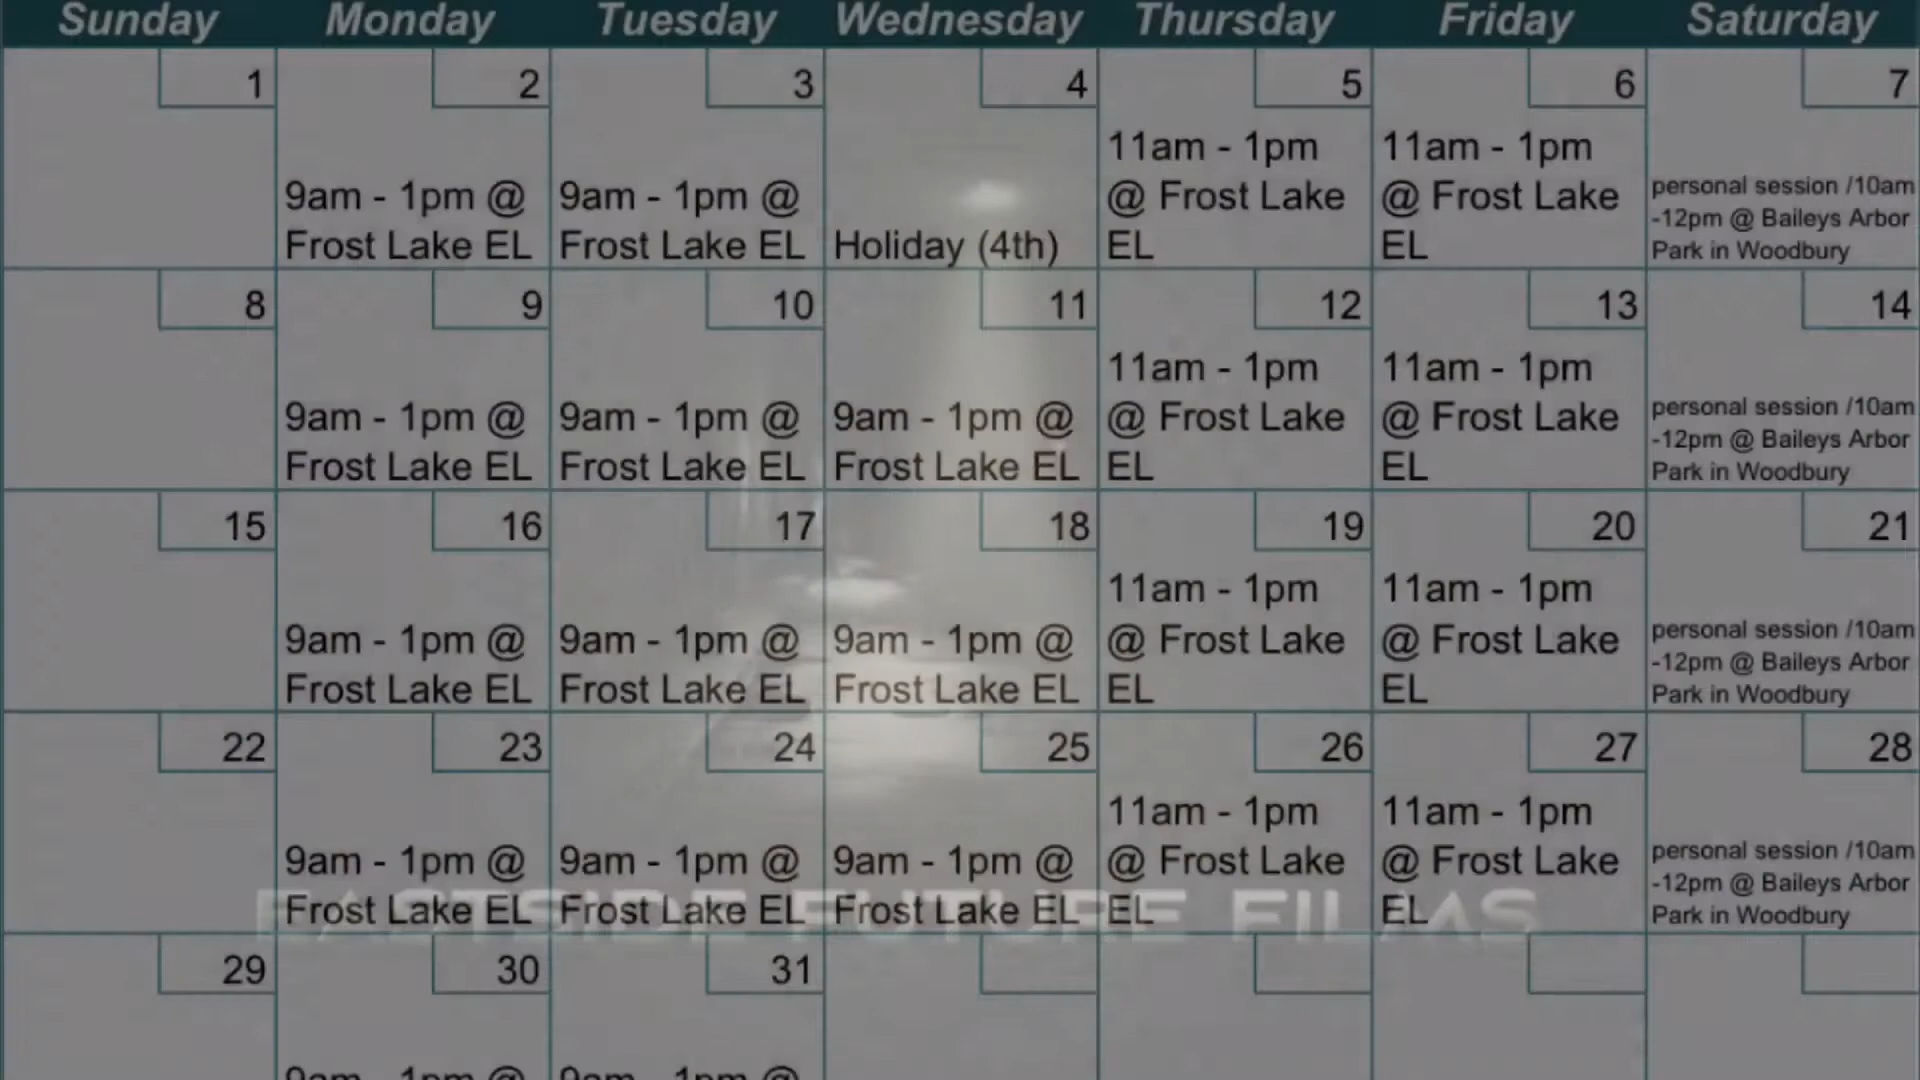 Sunday Monday Tuesday Wednesday Thursday Friday Saturday
1
2
9am - 1pm @
Frost Lake EL
3
9am - 1pm @
Frost Lake EL
4
Holiday (4th)
5
11am - 1pm
@ Frost Lake
EL
6
11am - 1pm
@ Frost Lake
EL
7
personal session /10am
-12pm @ Baileys Arbor
Park in Woodbury
8
9
9am - 1pm @
Frost Lake EL
10
9am - 1pm @
Frost Lake EL
11
9am - 1pm @
Frost Lake EL
12
11am - 1pm
@ Frost Lake
EL
13
11am - 1pm
@ Frost Lake
EL
14
personal session /10am
-12pm @ Baileys Arbor
Park in Woodbury
15
16
9am - 1pm @
Frost Lake EL
17
9am - 1pm @
Frost Lake EL
18
9am - 1pm @
Frost Lake EL
19
11am - 1pm
@ Frost Lake
EL
20
11am - 1pm
@ Frost Lake
EL
21
personal session /10am
-12pm @ Baileys Arbor
Park in Woodbury
22
23
9am - 1pm @
Frost Lake EL
24
9am - 1pm @
Frost Lake EL
25
9am - 1pm @
Frost Lake EL
26
11am - 1pm
@ Frost Lake
EL
27
11am - 1pm
@ Frost Lake
EL
28
personal session /10am
-12pm @ Baileys Arbor
Park in Woodbury
EASTSIDE FUTURE FILMS
29
30
9am - 1pm @
31
9am - 1pm @